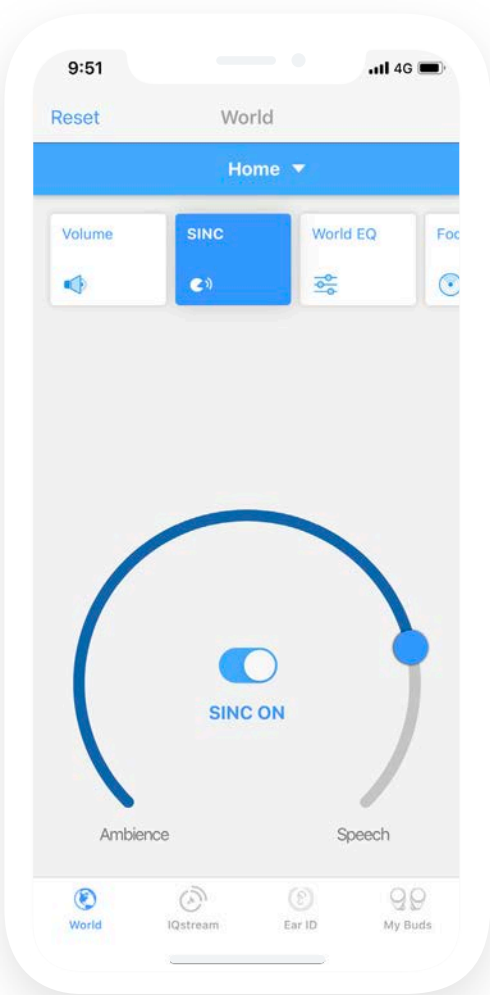 9:51 4G
Reset World
Home
Volume SINC World EQ Foc
SINC ON
Ambience Speech
World IQstream Ear ID My Buds